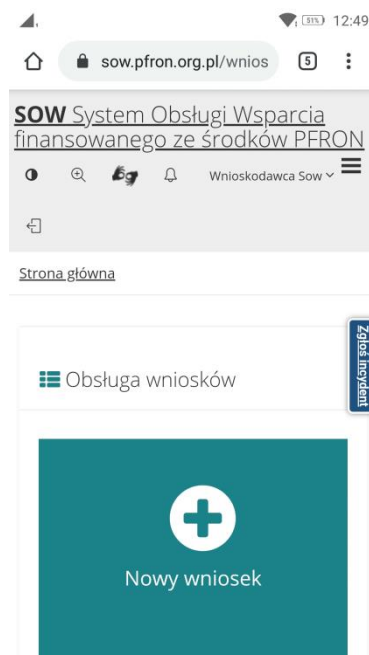 51% 12:49
sow.pfron.org.pl/wnios 5
SOW System Obsługi Wsparcia
finansowanego ze środków PFRON
Wnioskodawca Sow
Strona główna
Zgłoś incydent
Obsługa wniosków
Nowy wniosek